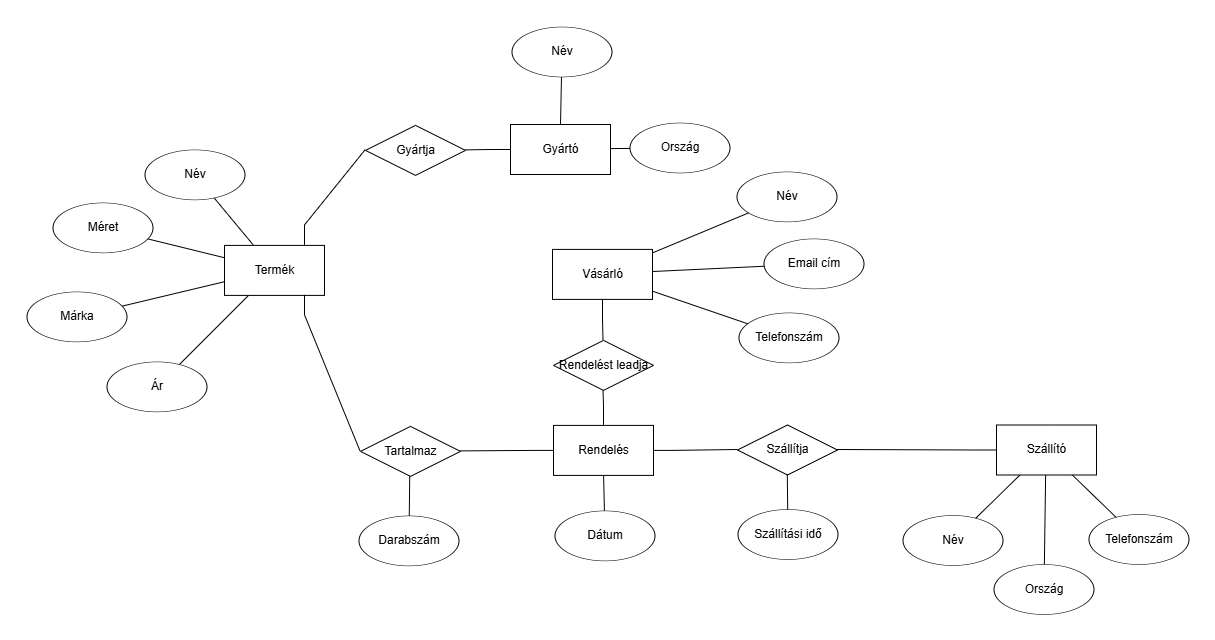 Név
Gyártja
Gyártó
Ország
Név
Név
Méret
Email cím
Termék
Vásárló
Márka
Telefonszám
Rendelést leadja
Ár
Tartalmaz
Rendelés
Szállítja
Szállító
Darabszám
Dátum
Szállítási idő
Név
Telefonszám
Ország